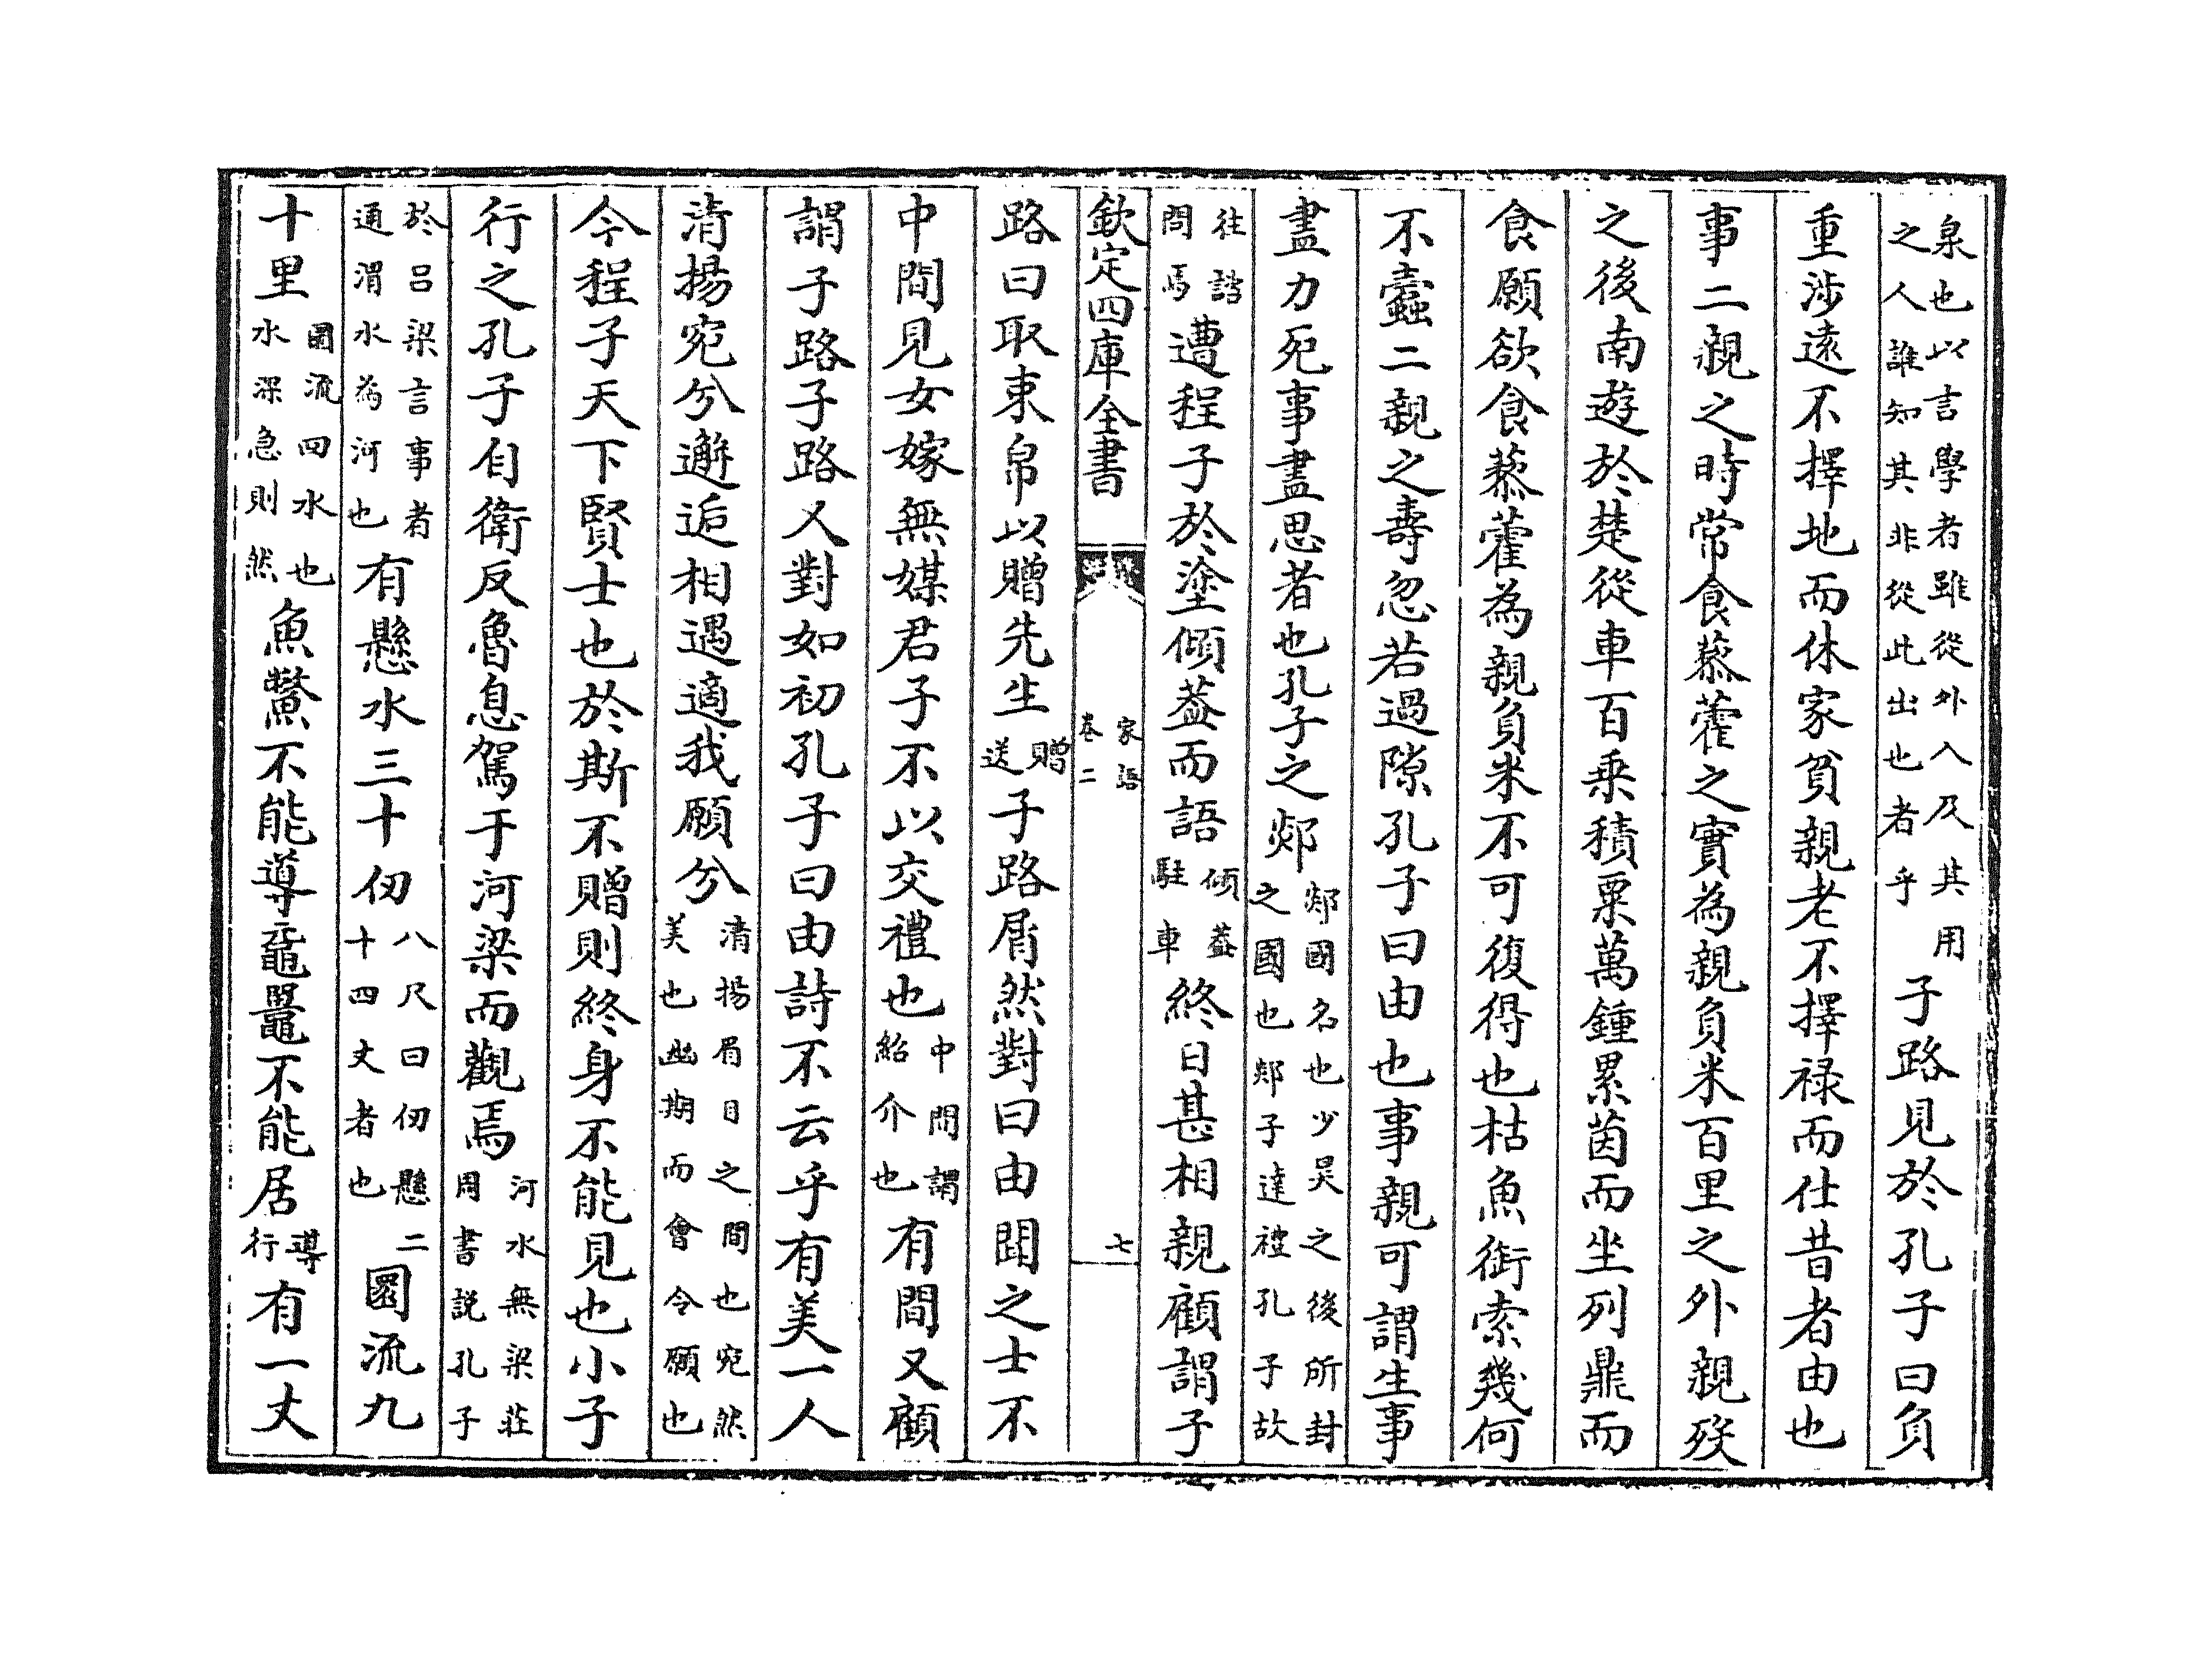 泉也以言學者雖從外入及其用之人人誰知其非從此出也者乎子路見於孔子曰負
重涉遠不擇地而休家貧親老不擇禄而仕昔者由也
事二親之時常食藜藿之實為親負米百里之外親殁
之後南遊於楚從車百乗積粟萬鍾累茵而坐列鼎而
食願欲食藜藿為親負米不可復得也枯魚銜索幾何
不蠧二親之壽忽若過隙孔子曰由也事親可謂生事
盡力死事盡思者也孔子之郯郯國名也少昊之後所封之國也郯子達禮孔子故
往諮問焉遭程子於塗傾葢而語傾葢駐車終日甚相親顧謂子
欽定四庫全書 家語卷二 七
路曰取束帛以贈先生贈送子路屑然對曰由聞之士不
中間見女嫁無媒君子不以交禮也中間謂紹介也有間又顧
謂子路子路又對如初孔子曰由詩不云乎有美一人
清揚宛兮邂逅相遇適我願兮清揚眉目之間也宛然美也幽期而會令願也
今程子天下賢士也於斯不贈則終身不能見也小子
行之孔子自衛反魯息駕于河梁而觀焉河水無梁莊周書説孔子
於呂梁言事者通渭水為河也有懸水三十仞八尺曰仞懸二十四丈者也圜流九
十里圜流回水也水深急則然魚鱉不能導黿鼉不能居導行有一丈